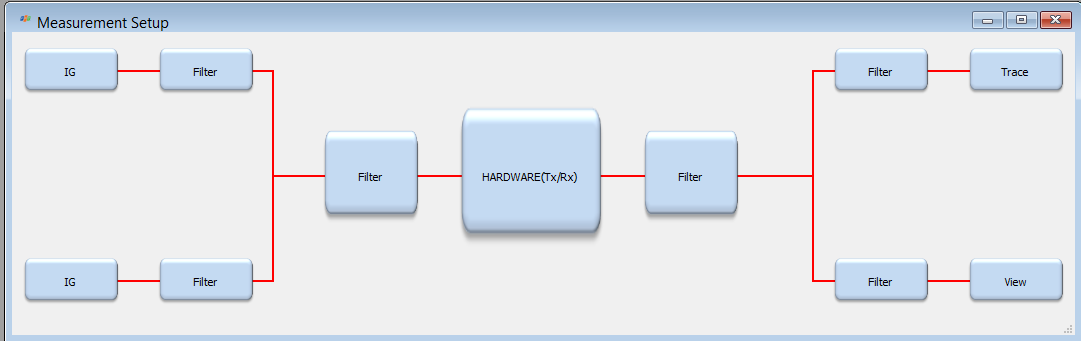 Measurement Setup
IG
Filter
Filter
Trace
Filter
HARDWARE(Tx/Rx)
Filter
IG
Filter
Filter
View